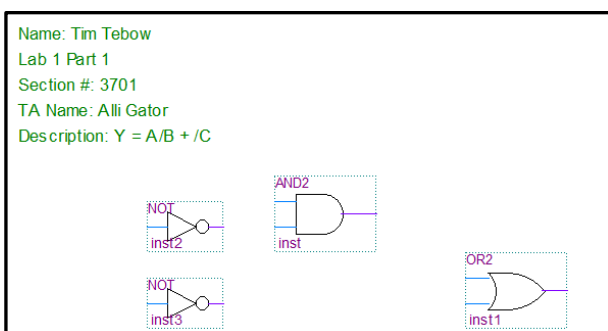 Name: Tim Tebow
Lab 1 Part 1
Section #: 3701
TA Name: Alli Gator
Description: Y = A/B + /C
AND2
inst
NOT
inst2
OR2
inst1
NOT
inst3